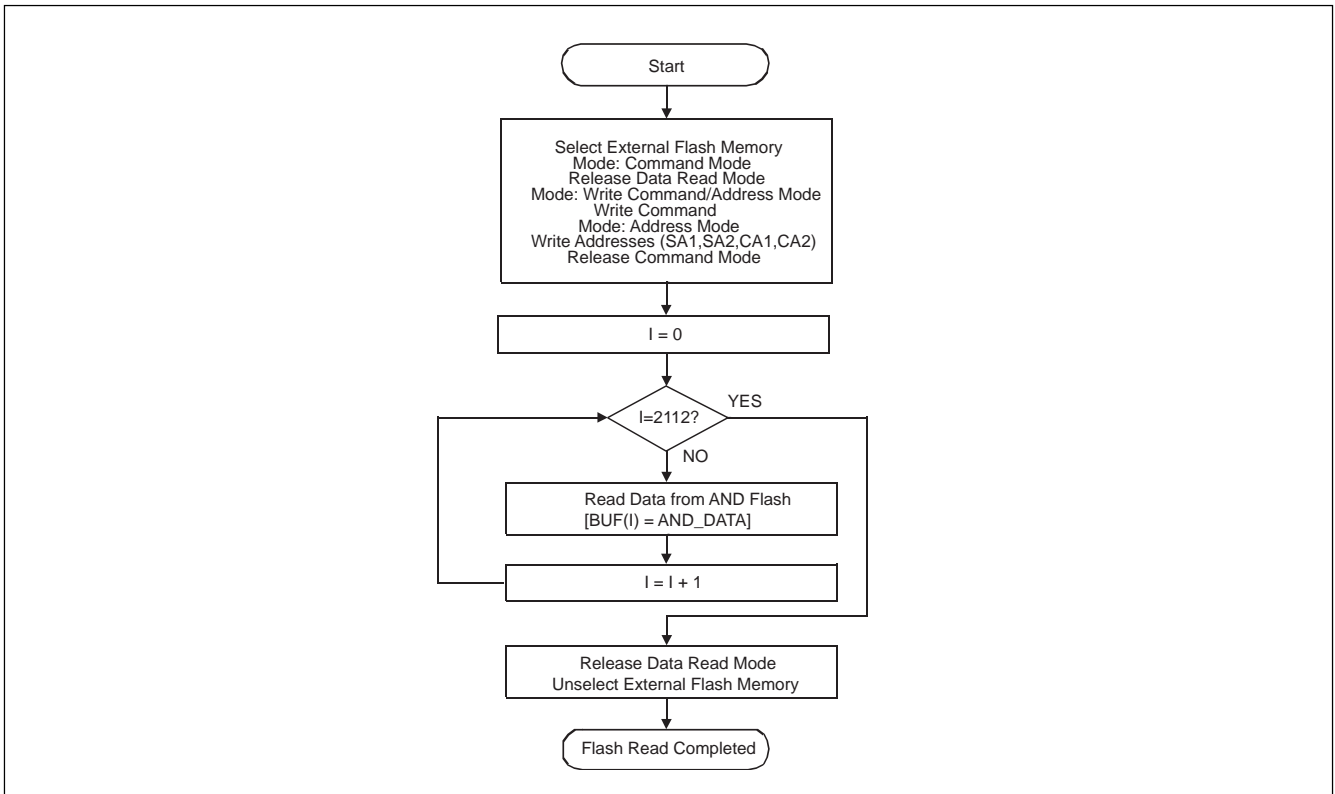 Start
Select External Flash Memory
Mode: Command Mode
Release Data Read Mode
Mode: Write Command/Address Mode
Write Command
Mode: Address Mode
Write Addresses (SA1,SA2,CA1,CA2)
Release Command Mode
I = 0
I=2112?
YES
NO
Read Data from AND Flash
[BUF(I) = AND_DATA]
I = I + 1
Release Data Read Mode
Unselect External Flash Memory
Flash Read Completed